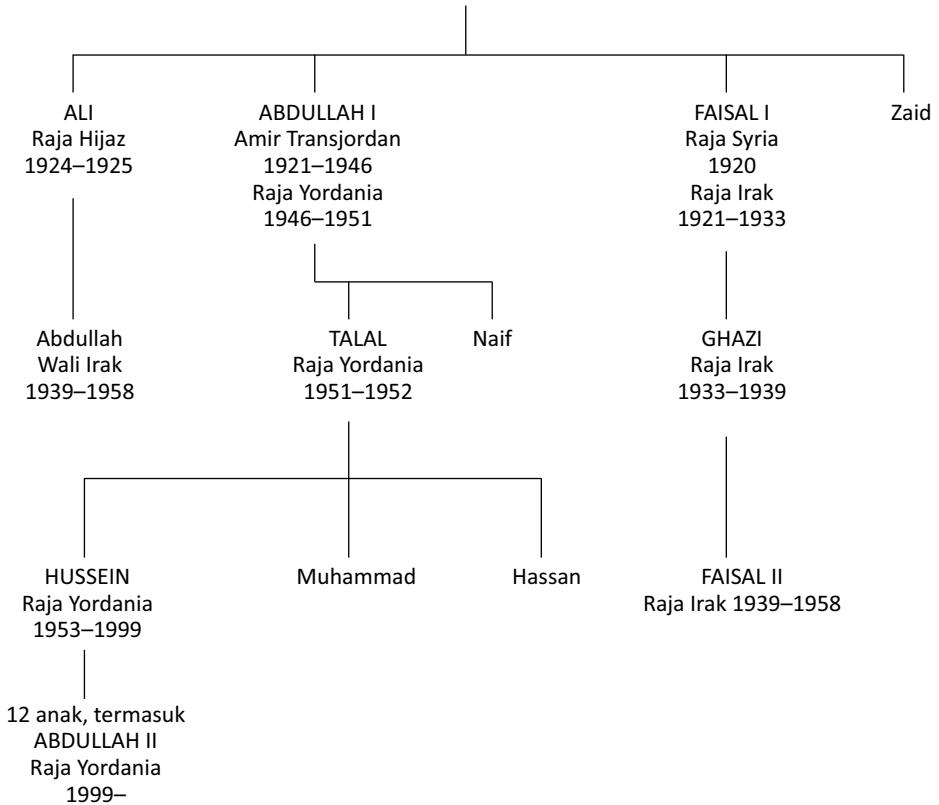 ALI
Raja Hijaz
1924–1925
ABDULLAH I
Amir Transjordan
1921–1946
Raja Yordania
1946–1951
FAISAL I
Raja Syria
1920
Raja Irak
1921–1933
Zaid
Abdullah
Wali Irak
1939–1958
TALAL
Raja Yordania
1951–1952
Naif
GHAZI
Raja Irak
1933–1939
HUSSEIN
Raja Yordania
1953–1999
Muhammad
Hassan
FAISAL II
Raja Irak 1939–1958
12 anak, termasuk
ABDULLAH II
Raja Yordania
1999–